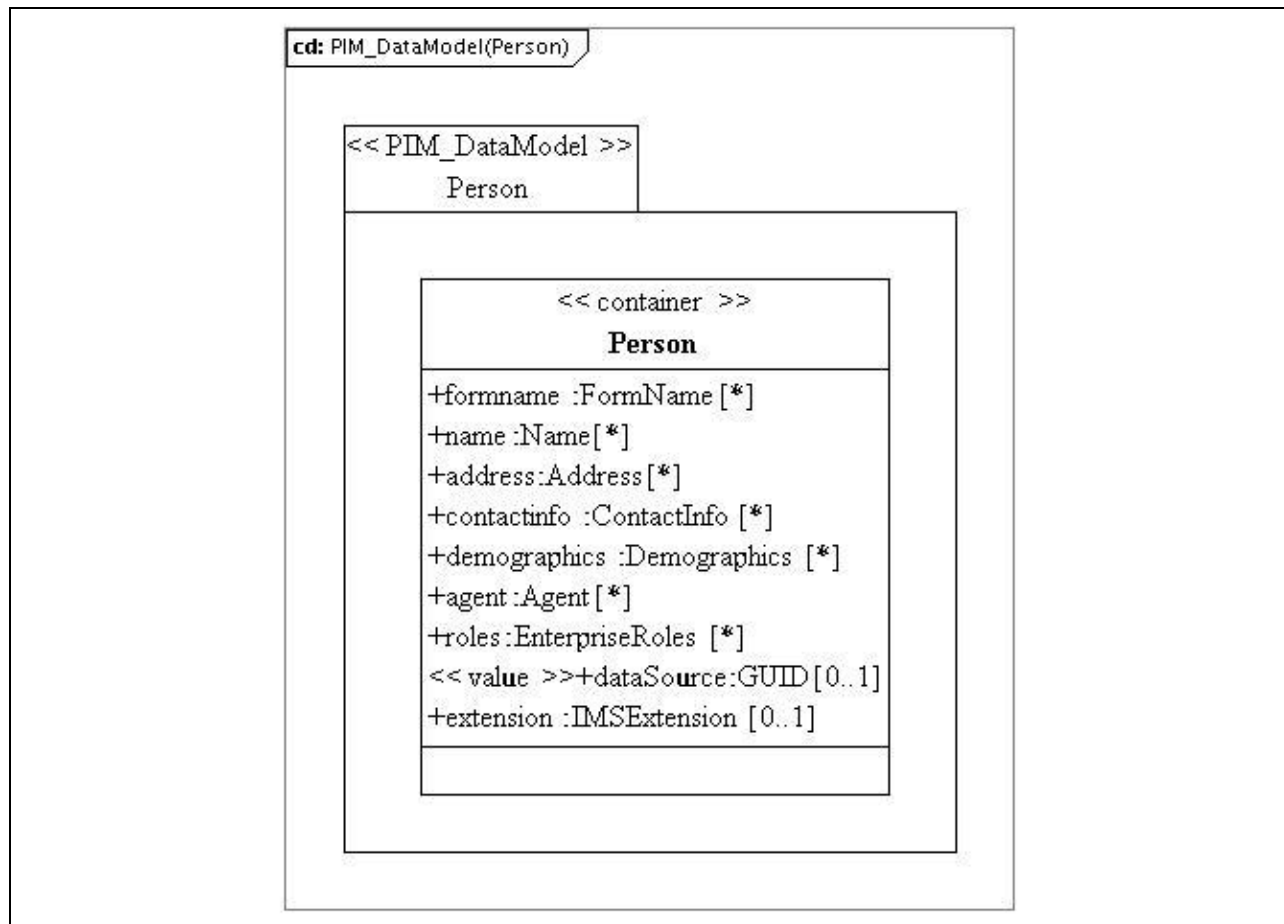 cd: PIM_DataModel(Person)
<< PIM_DataModel >>
Person
<< container >>
Person
+formname :FormName[*]
+name :Name[*]
+address:Address[*]
+contactinfo :ContactInfo [*]
+demographics :Demographics [*]
+agent :Agent[*]
+roles:EnterpriseRoles [*]
<< value >>+dataSource:GUID[0..1]
+extension :IMSExtension [0..1]